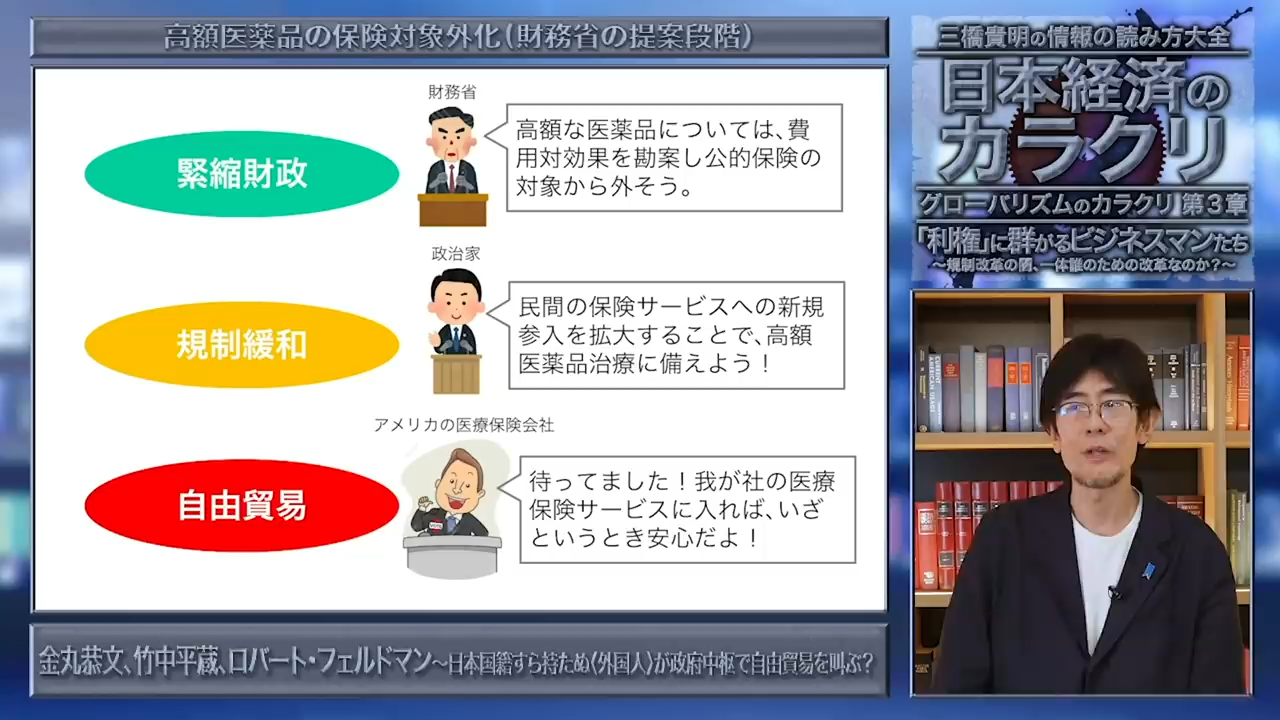 高額医薬品の保険対象外化(財務省の提案段階)
緊縮財政
財務省
高額な医薬品については、費
用対効果を勘案し公的保険の
対象から外そう。
規制緩和
政治家
民間の保険サービスへの新規
参入を拡大することで、高額
医薬品治療に備えよう！
自由貿易
アメリカの医療保険会社
待ってました！我が社の医療
保険サービスに入れば、いざ
というとき安心だよ！
金丸恭文、竹中平蔵、ロバート・フェルドマン～日本国籍すら持たぬ(外国人)が政府中枢で自由貿易を叫ぶ？
三橋貴明の情報の読み方大全
日本経済の
カラクリ
グローバリズムのカラクリ 第3章
「利権」に群がるビジネスマンたち
～規制改革の闇、一体誰のための改革なのか？～